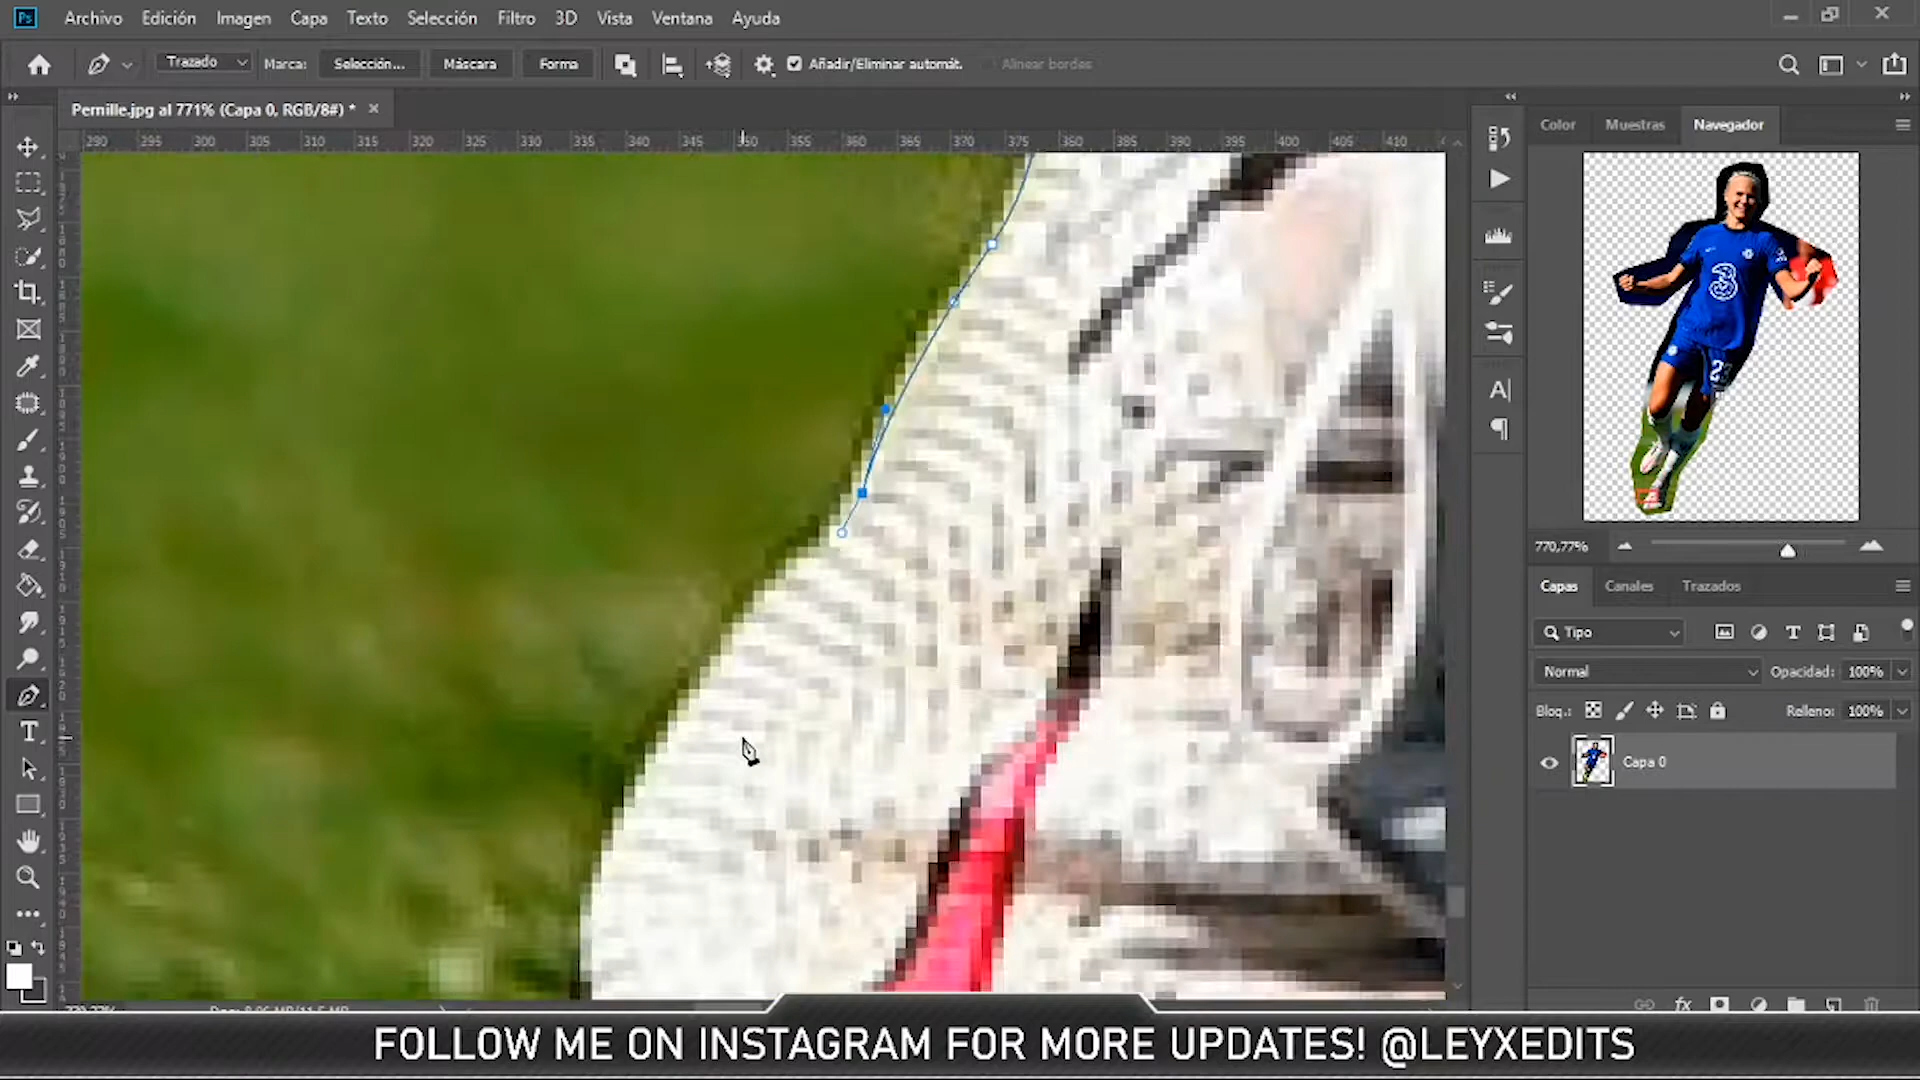 Ps Archivo Edición Imagen Capa Texto Selección Filtro 3D Vista Ventana Ayuda
Trazado Marca: Selección... Máscara Forma Añadir/Eliminar automát. Alinear bordes
Pernille.jpg al 771% (Capa 0, RGB/8#) *
290 295 300 305 310 315 320 325 330 335 340 345 350 355 360 365 370 375 380 385 390 395 400 405 410
Color Muestras Navegador
3
770,77%
Capas Canales Trazados
Tipo
Normal Opacidad: 100%
Bloq.: Relleno: 100%
Capa 0
fx
FOLLOW ME ON INSTAGRAM FOR MORE UPDATES! @LEYXEDITS